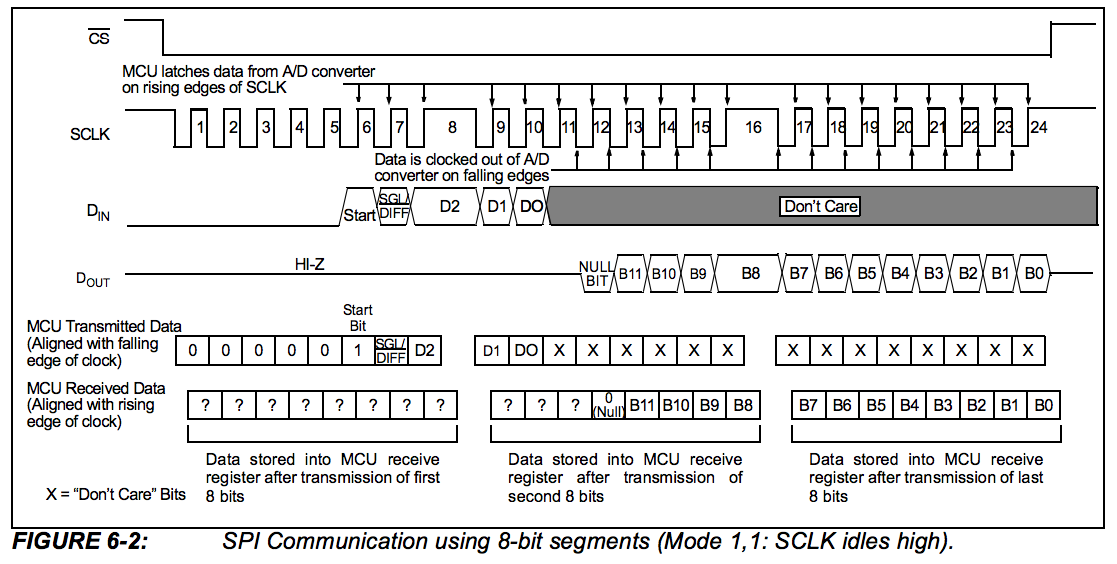 CS
MCU latches data from A/D converter
on rising edges of SCLK
SCLK
1 2 3 4 5 6 7 8 9 10 11 12 13 14 15 16 17 18 19 20 21 22 23 24
Data is clocked out of A/D
converter on falling edges
DIN
Start SGL/DIFF D2 D1 DO Don't Care
HI-Z
DOUT
NULL BIT B11 B10 B9 B8 B7 B6 B5 B4 B3 B2 B1 B0
Start
Bit
MCU Transmitted Data
(Aligned with falling
edge of clock)
0 0 0 0 0 1 SGL/DIFF D2 D1 DO X X X X X X X X X X X X X X
MCU Received Data
(Aligned with rising
edge of clock)
? ? ? ? ? ? ? ? ? ? ? 0 (Null) B11 B10 B9 B8 B7 B6 B5 B4 B3 B2 B1 B0
Data stored into MCU receive
register after transmission of first
8 bits
Data stored into MCU receive
register after transmission of
second 8 bits
Data stored into MCU receive
register after transmission of last
8 bits
X = "Don't Care" Bits
FIGURE 6-2: SPI Communication using 8-bit segments (Mode 1,1: SCLK idles high).